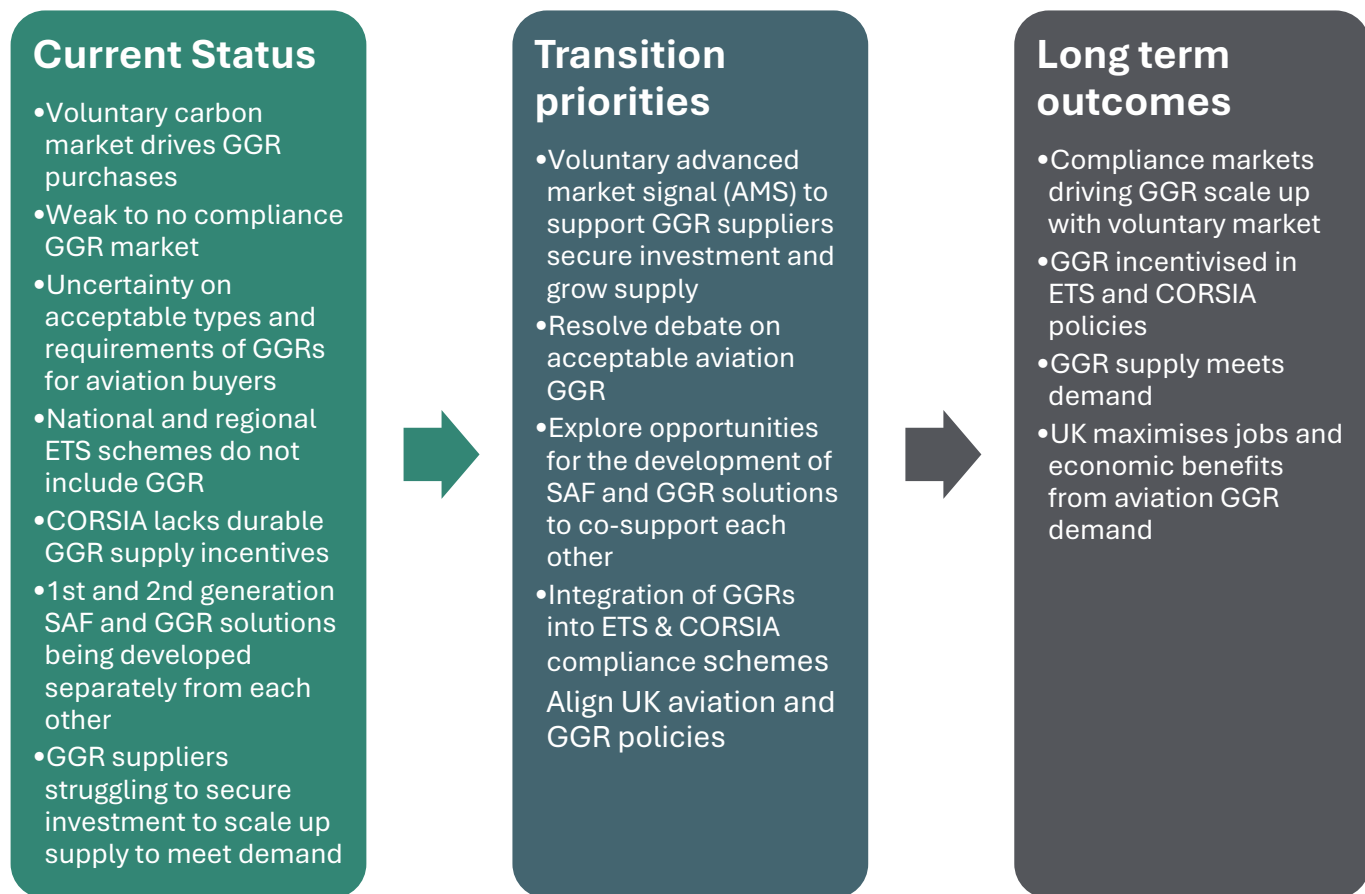 Current Status
•Voluntary carbon
market drives GGR
purchases
•Weak to no compliance
GGR market
•Uncertainty on
acceptable types and
requirements of GGRs
for aviation buyers
•National and regional
ETS schemes do not
include GGR
•CORSIA lacks durable
GGR supply incentives
•1st and 2nd generation
SAF and GGR solutions
being developed
separately from each
other
•GGR suppliers
struggling to secure
investment to scale up
supply to meet demand
Transition
priorities
•Voluntary advanced
market signal (AMS) to
support GGR suppliers
secure investment and
grow supply
•Resolve debate on
acceptable aviation
GGR
•Explore opportunities
for the development of
SAF and GGR solutions
to co-support each
other
•Integration of GGRs
into ETS & CORSIA
compliance schemes
Align UK aviation and
GGR policies
Long term
outcomes
•Compliance markets
driving GGR scale up
with voluntary market
•GGR incentivised in
ETS and CORSIA
policies
•GGR supply meets
demand
•UK maximises jobs and
economic benefits
from aviation GGR
demand